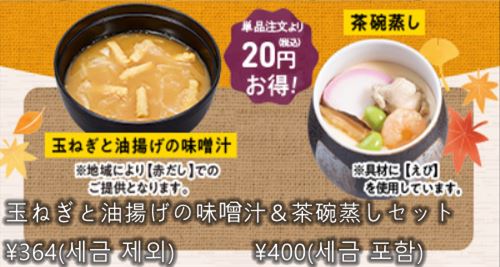 単品注文より
20円(税込)
お得!
茶碗蒸し
玉ねぎと油揚げの味噌汁
※地域により【赤だし】での
ご提供となります。
※具材に【えび】
を使用しています。
玉ねぎと油揚げの味噌汁&茶碗蒸しセット
¥364(세금 제외) ¥400(세금 포함)